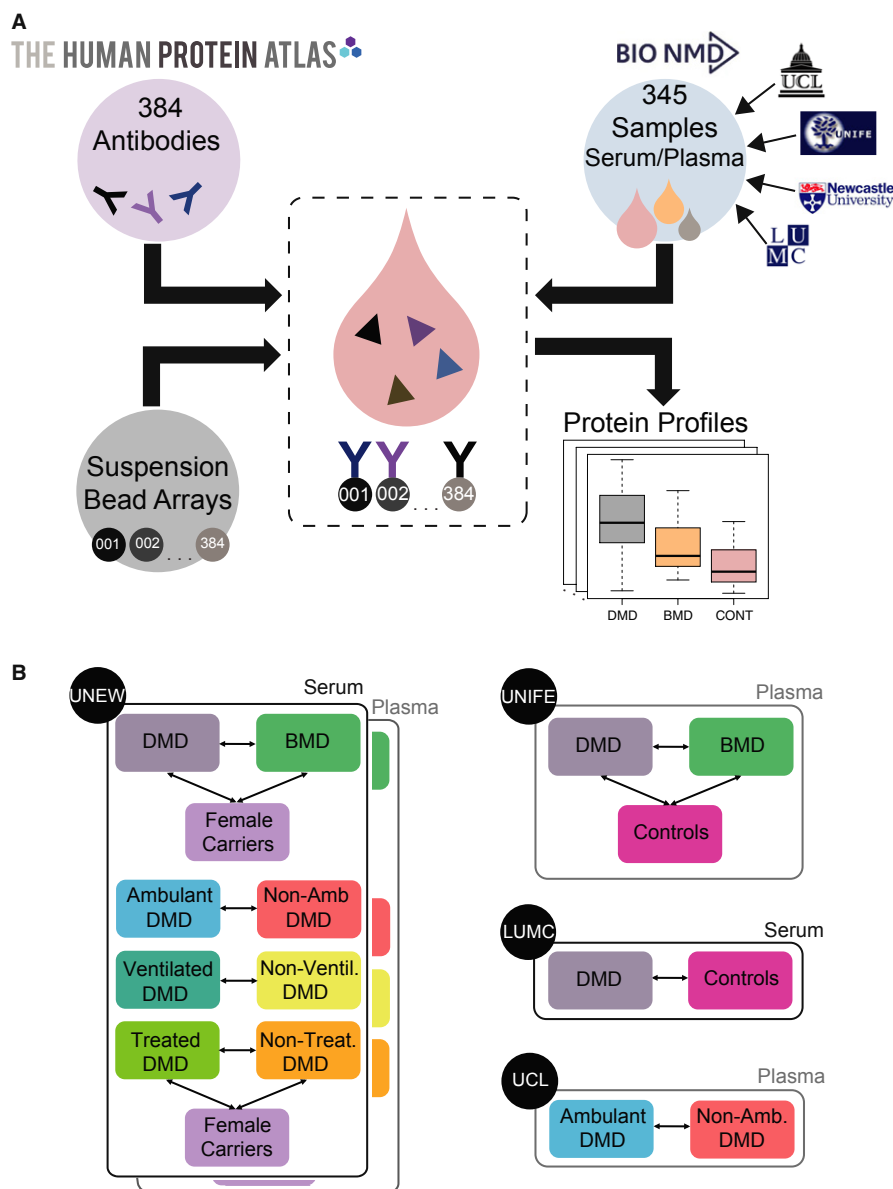 A
THE HUMAN PROTEIN ATLAS
BIO NMD
UCL
UNIFE
Newcastle
University
L U
M C
384
Antibodies
345
Samples
Serum/Plasma
Suspension
Bead Arrays
001 002 ... 384
001 002 ... 384
Protein Profiles
...
DMD BMD CONT
B
UNEW
Serum
Plasma
DMD BMD
Female
Carriers
Ambulant
DMD
Non-Amb
DMD
Ventilated
DMD
Non-Ventil.
DMD
Treated
DMD
Non-Treat.
DMD
Female
Carriers
UNIFE
Plasma
DMD BMD
Controls
LUMC
Serum
DMD Controls
UCL
Plasma
Ambulant
DMD
Non-Amb.
DMD